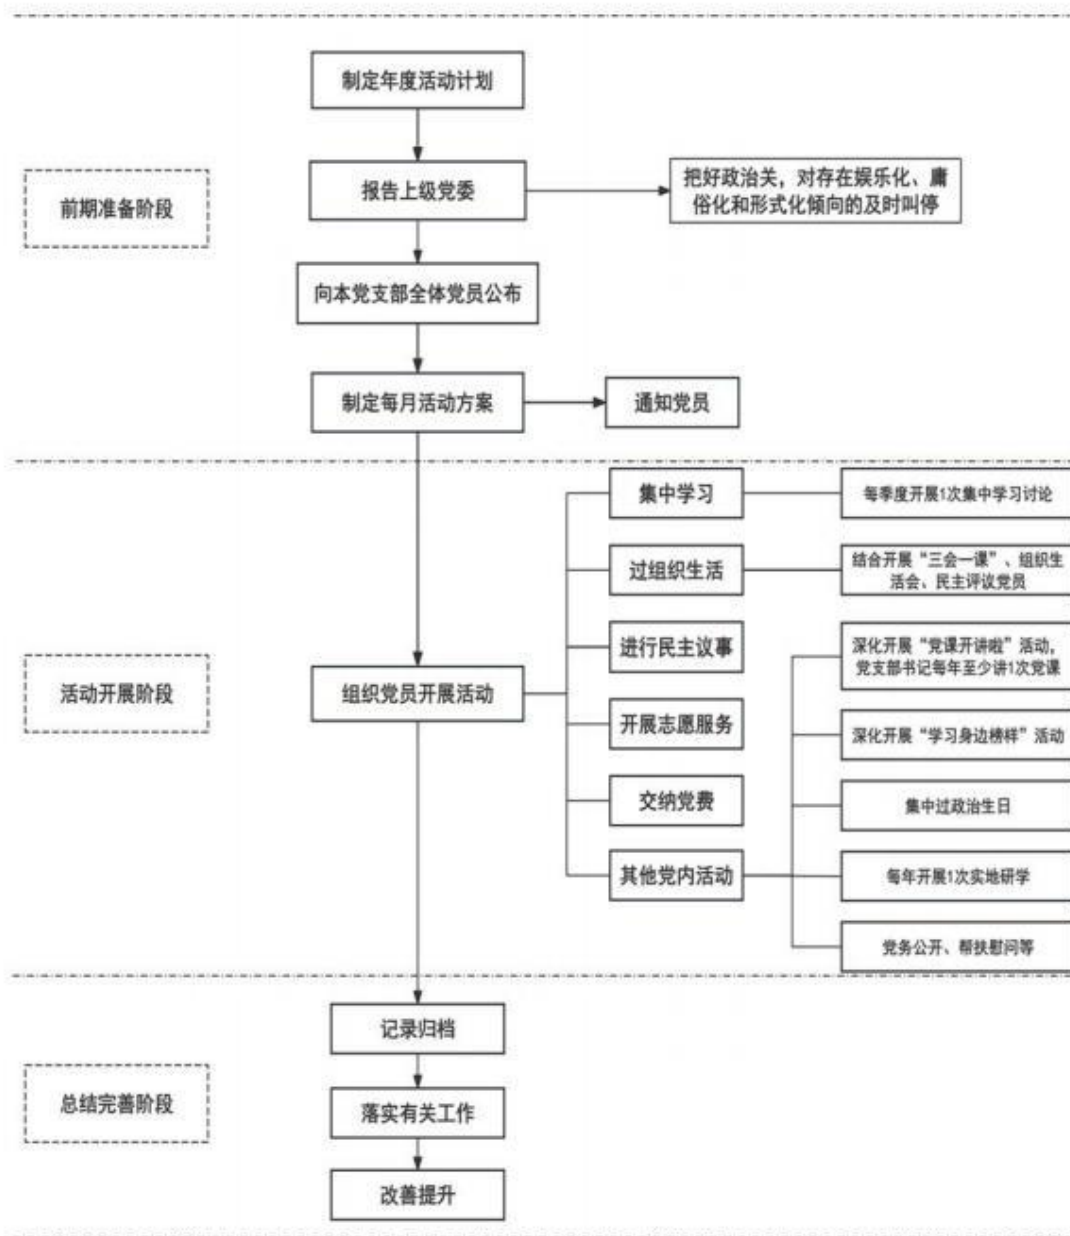 制定年度活动计划
前期准备阶段
报告上级党委
把好政治关，对存在娱乐化、庸
俗化和形式化倾向的及时叫停
向本党支部全体党员公布
制定每月活动方案
通知党员
集中学习
每季度开展1次集中学习讨论
过组织生活
结合开展“三会一课”、组织生
活会、民主评议党员
进行民主议事
深化开展“党课开讲啦”活动，
党支部书记每年至少讲1次党课
活动开展阶段
组织党员开展活动
开展志愿服务
深化开展“学习身边榜样”活动
交纳党费
集中过政治生日
其他党内活动
每年开展1次实地研学
党务公开、帮扶慰问等
记录归档
总结完善阶段
落实有关工作
改善提升